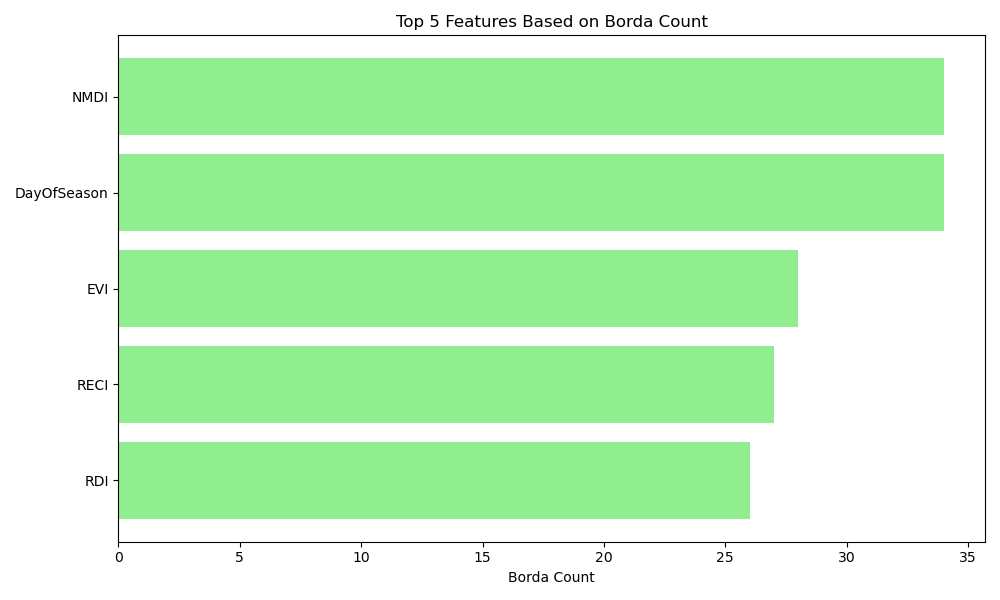 Top 5 Features Based on Borda Count
NMDI
DayOfSeason
EVI
RECI
RDI
0 5 10 15 20 25 30 35
Borda Count